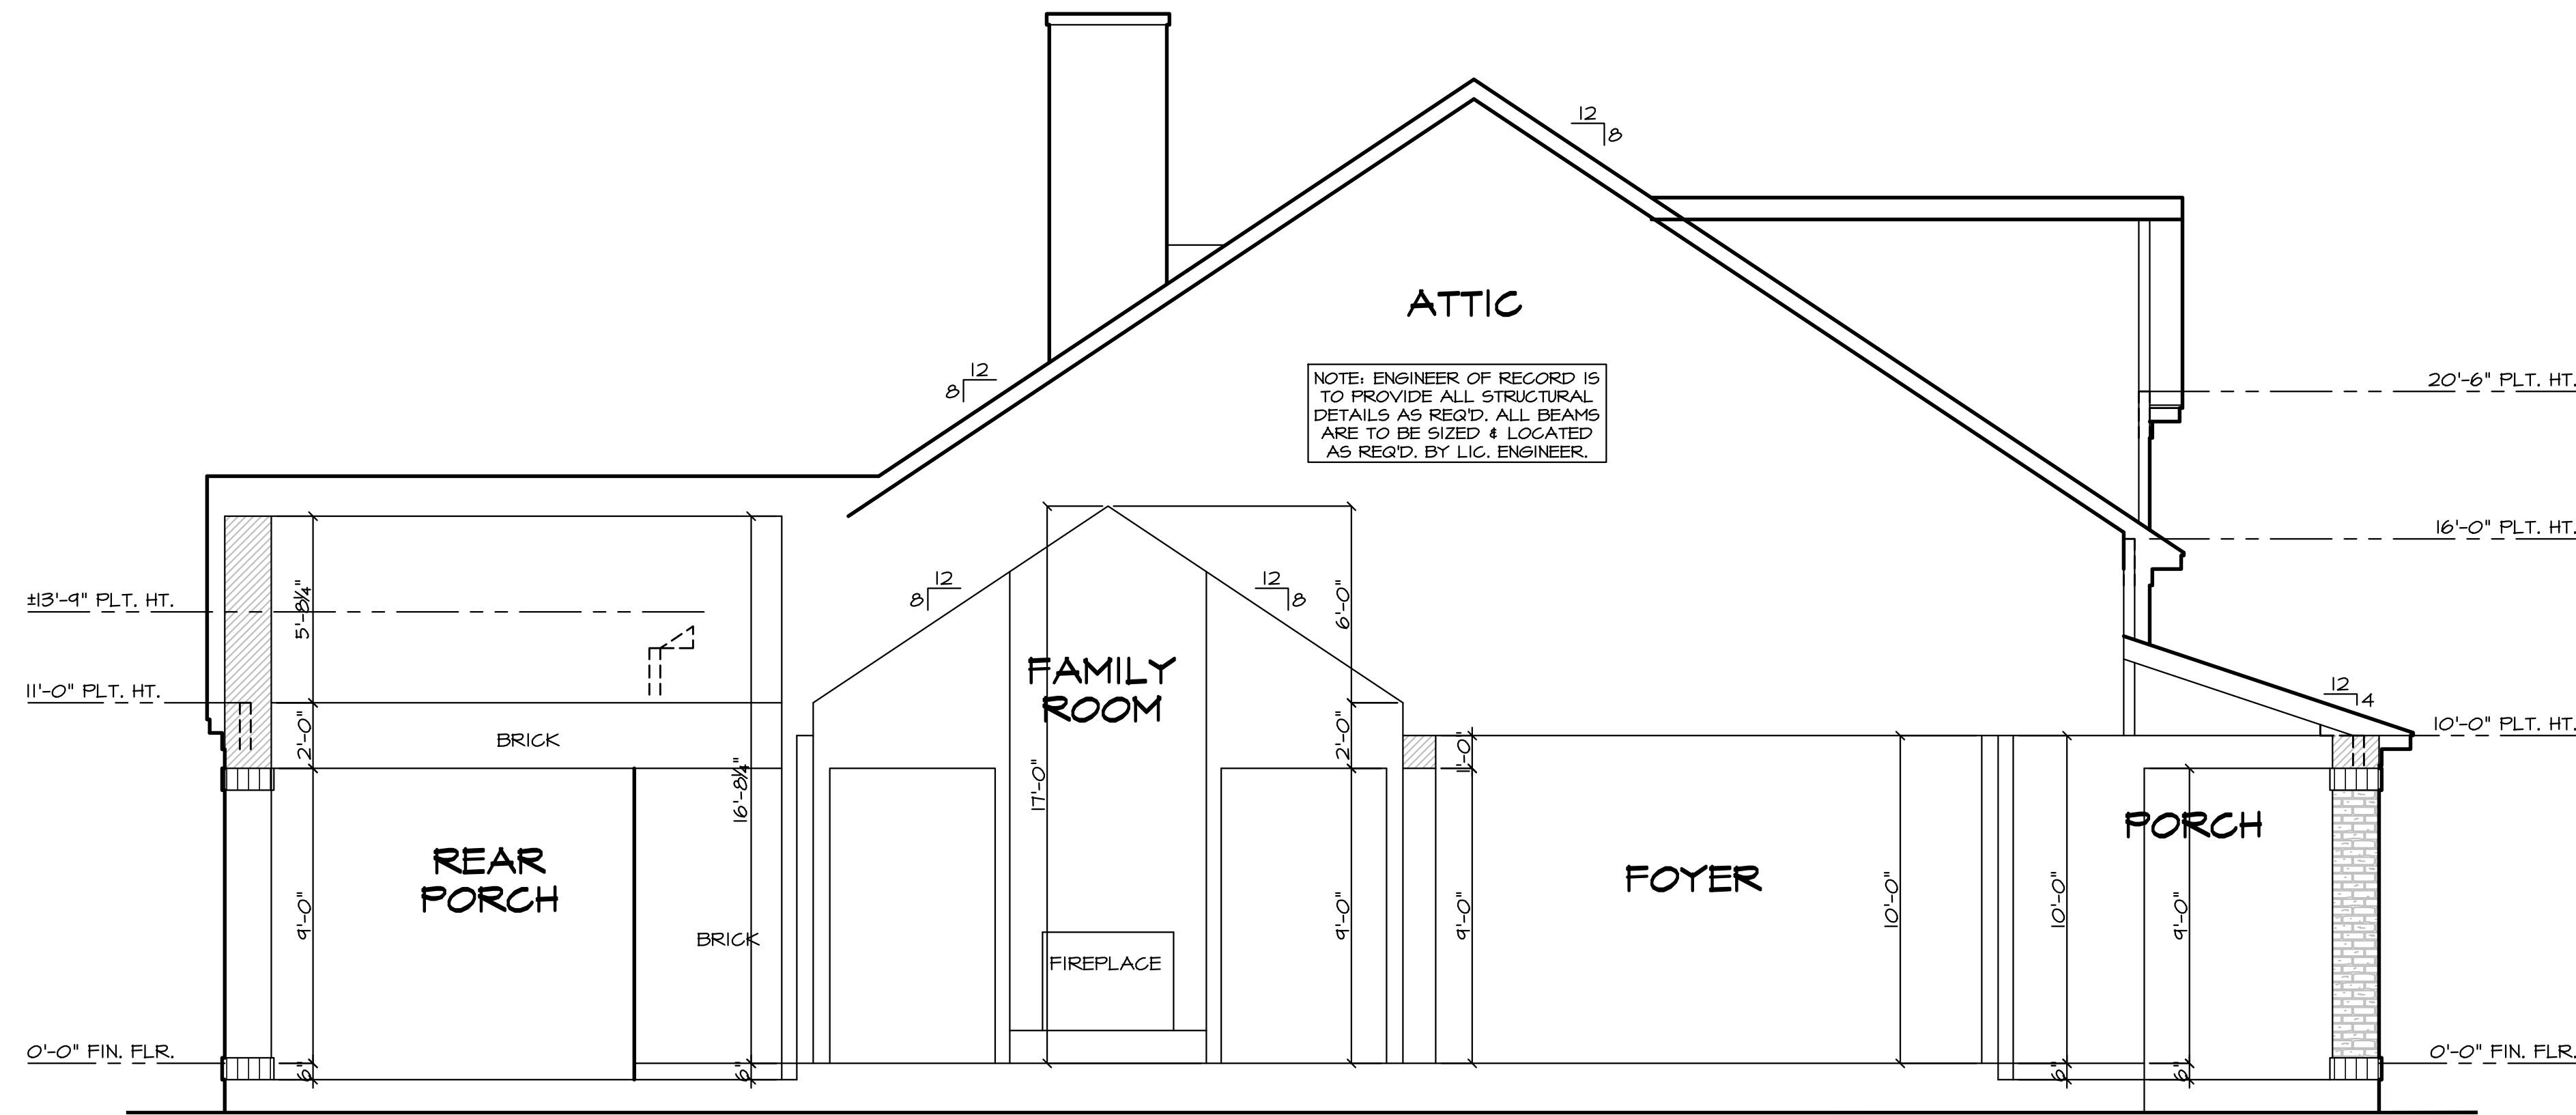 12
8
ATTIC
NOTE: ENGINEER OF RECORD IS
TO PROVIDE ALL STRUCTURAL
DETAILS AS REQ'D. ALL BEAMS
ARE TO BE SIZED & LOCATED
AS REQ'D. BY LIC. ENGINEER.
12
8
20'-6" PLT. HT.
16'-0" PLT. HT.
±13'-9" PLT. HT.
5'-8¼"
12
8
12
8
6'-0"
11'-0" PLT. HT.
FAMILY
ROOM
12
4
10'-0" PLT. HT.
2'-0"
BRICK
16'-8¼"
17'-0"
2'-0"
1'-0"
PORCH
REAR
PORCH
FOYER
9'-0"
BRICK
FIREPLACE
9'-0"
9'-0"
10'-0"
10'-0"
9'-0"
0'-0" FIN. FLR.
0'-0" FIN. FLR.
6"
6"
6"
6"